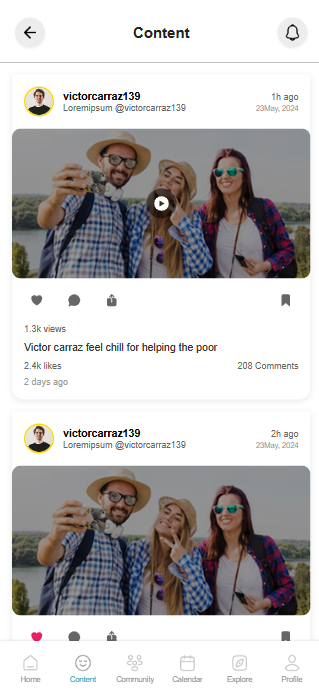 Content
victorcarraz139
1h ago
Loremipsum @victorcarraz139
23May, 2024
1.3k views
Victor carraz feel chill for helping the poor
2.4k likes
208 Comments
2 days ago
victorcarraz139
2h ago
Loremipsum @victorcarraz139
23May, 2024
Home
Content
Community
Calendar
Explore
Profile